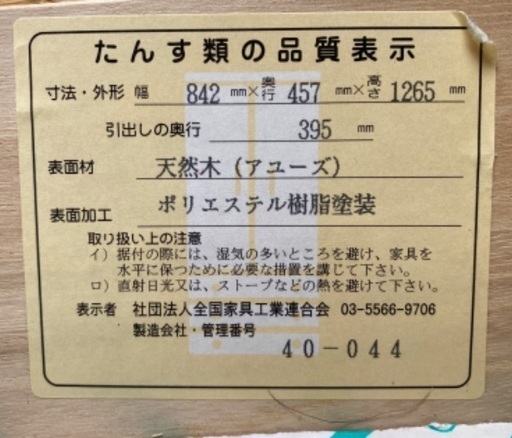 たんす類の品質表示
寸法・外形 幅 842 mm×奥行 457 mm×高さ 1265 mm
引出しの奥行 395 mm
表面材 天然木（アユーズ）
表面加工 ポリエステル樹脂塗装
取り扱い上の注意
イ）据付の際には、湿気の多いところを避け、家具を
水平に保つために必要な措置を講じて下さい。
ロ）直射日光又は、ストーブなどの熱を避けて下さい。
表示者 社団法人全国家具工業連合会 03-5566-9706
製造会社・管理番号
40-044